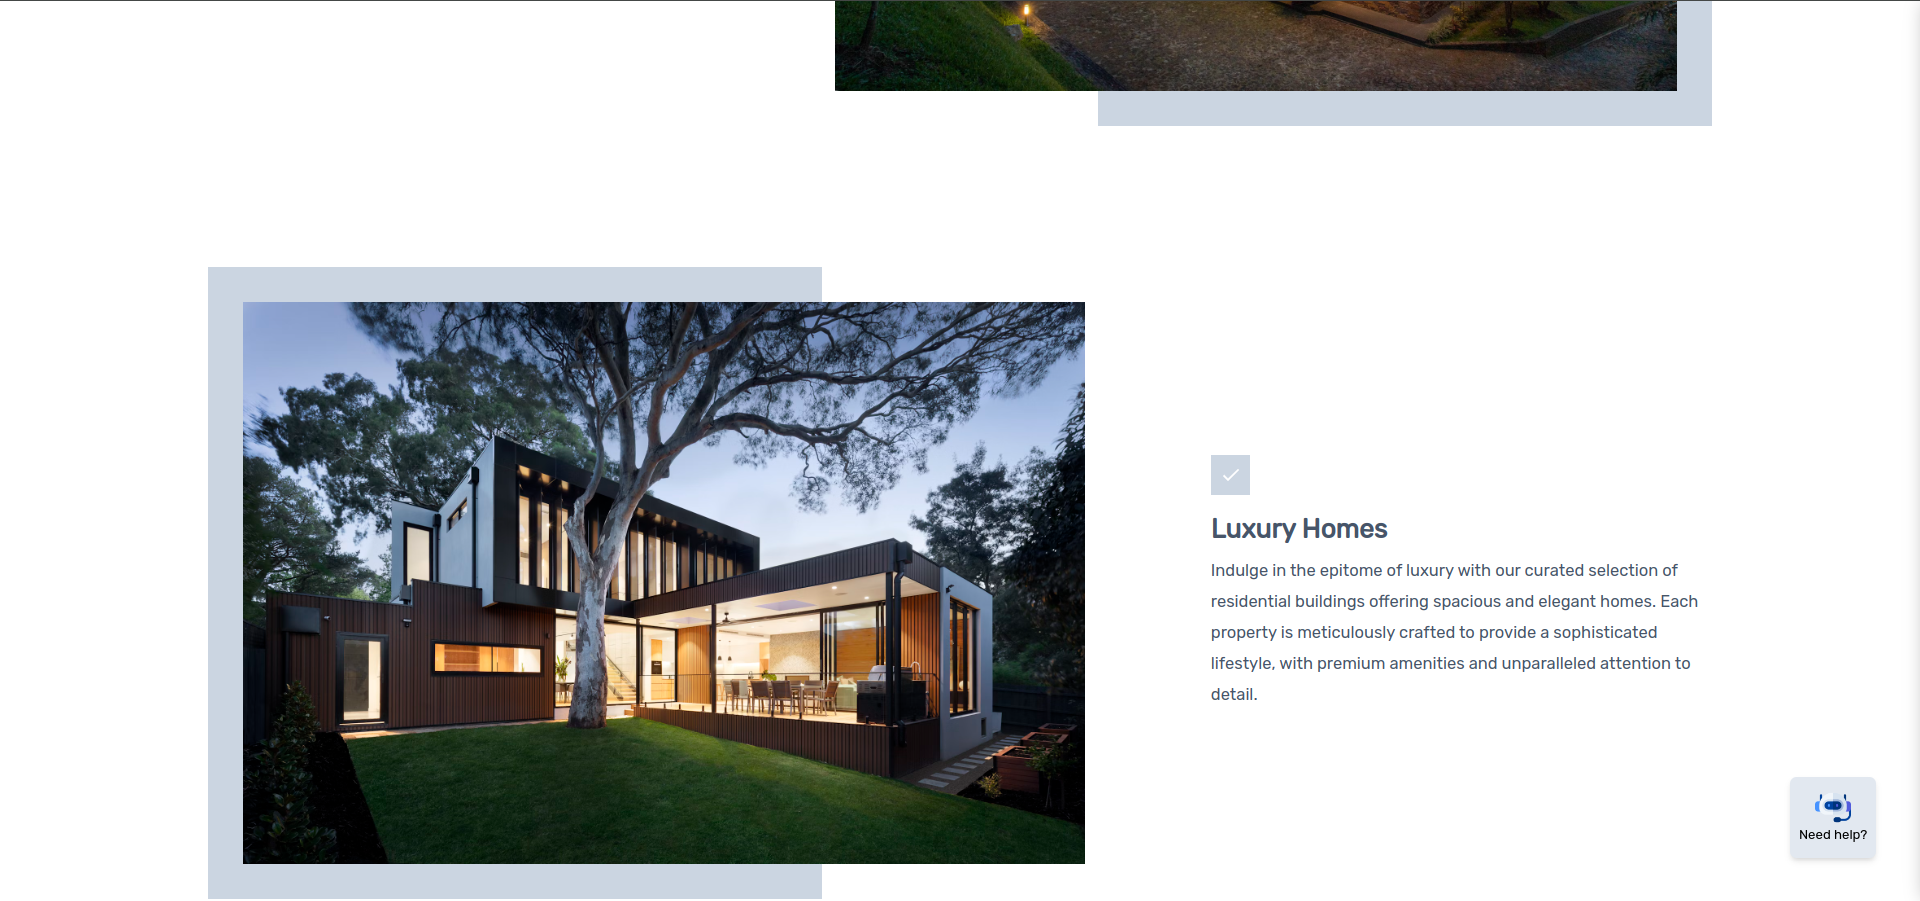 Luxury Homes
Indulge in the epitome of luxury with our curated selection of
residential buildings offering spacious and elegant homes. Each
property is meticulously crafted to provide a sophisticated
lifestyle, with premium amenities and unparalleled attention to
detail.
Need help?